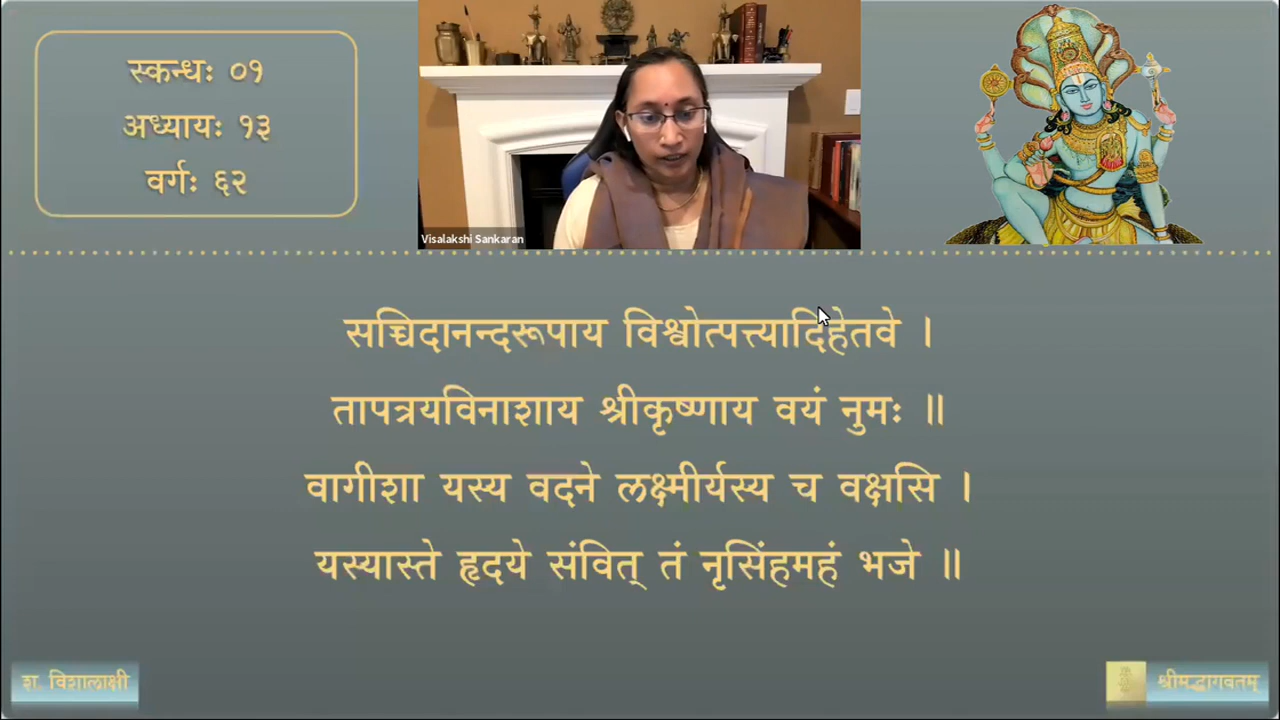 स्कन्धः ०१
अध्यायः १३
वर्गः ६२
Visalakshi Sankaran
सच्चिदानन्दरूपाय विश्वोत्पत्त्यादिहेतवे ।
तापत्रयविनाशाय श्रीकृष्णाय वयं नुमः ॥
वागीशा यस्य वदने लक्ष्मीर्यस्य च वक्षसि ।
यस्यास्ते हृदये संवित् तं नृसिंहमहं भजे ॥
श. विशालाक्षी
श्रीमद्भागवतम्